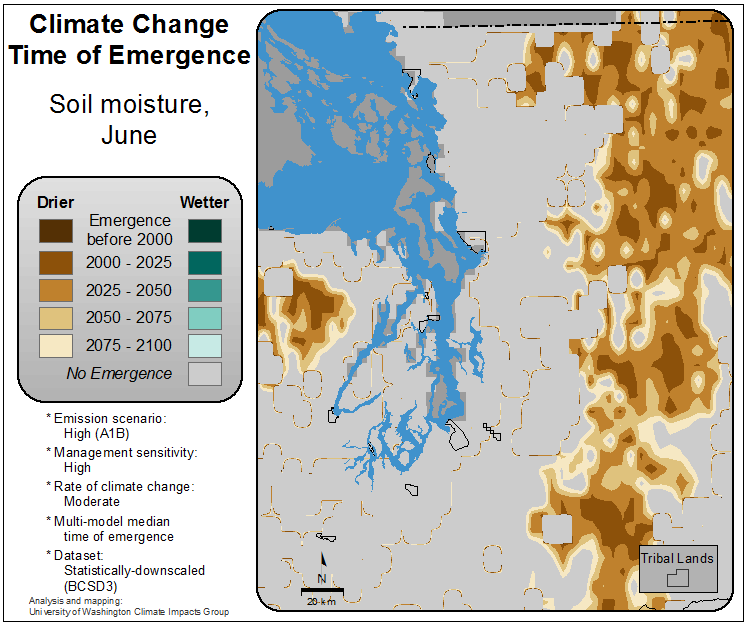 Climate Change
Time of Emergence
Soil moisture,
June
Drier
Wetter
Emergence
before 2000
2000 - 2025
2025 - 2050
2050 - 2075
2075 - 2100
No Emergence
* Emission scenario:
High (A1B)
* Management sensitivity:
High
* Rate of climate change:
Moderate
* Multi-model median
time of emergence
* Dataset:
Statistically-downscaled
(BCSD3)
Analysis and mapping:
University of Washington Climate Impacts Group
N
20 km
Tribal Lands